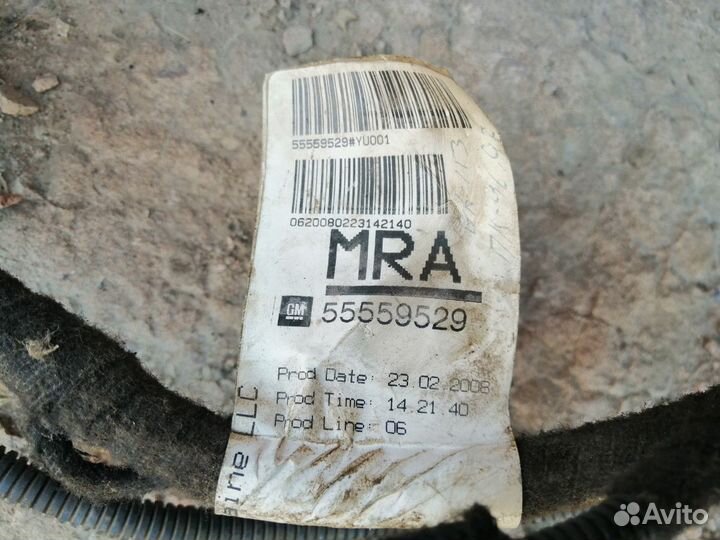 55559529#YU001
0620080223142140
MRA
GM 55559529
Prod Date: 23.02.2008
Prod Time: 14.21.40
Prod Line: 06
LLC
Avito